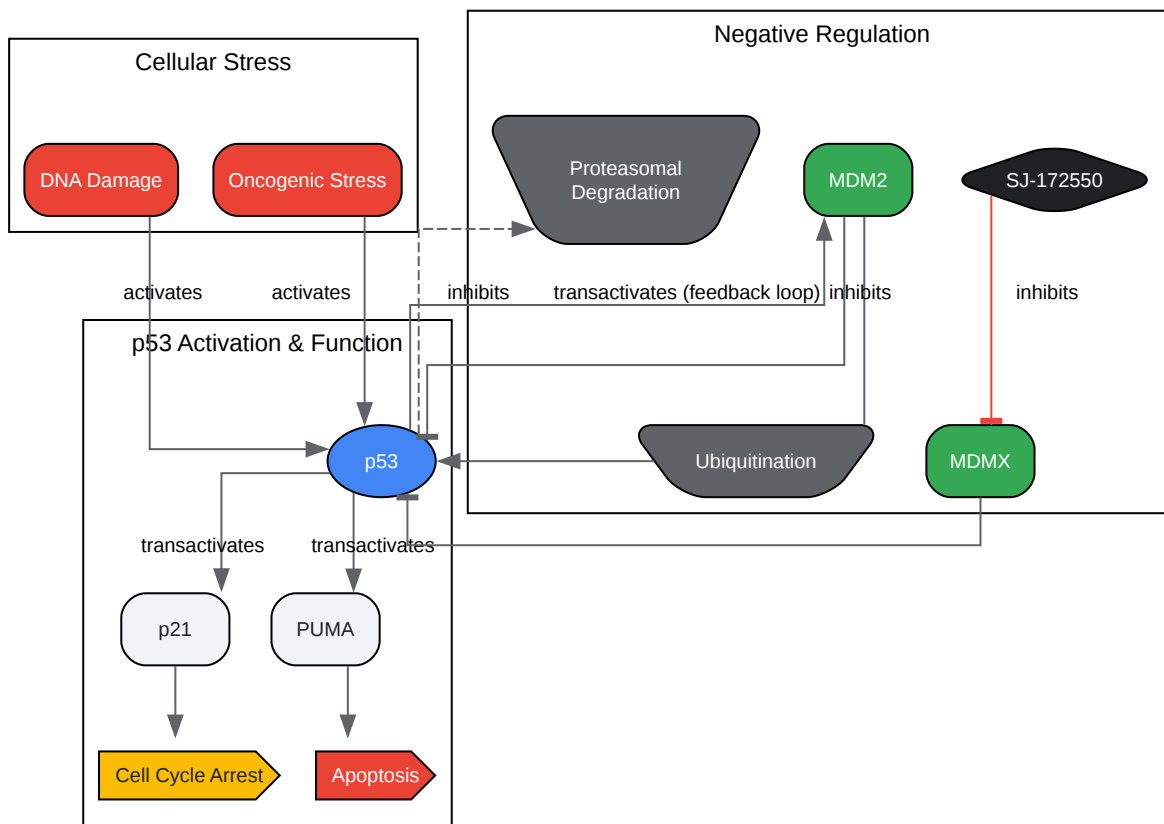 Negative Regulation
Cellular Stress
Proteasomal
Degradation
DNA Damage
Oncogenic Stress
MDM2
SJ-172550
activates
activates
inhibits
transactivates (feedback loop)
inhibits
inhibits
p53 Activation & Function
p53
Ubiquitination
MDMX
transactivates
transactivates
p21
PUMA
Cell Cycle Arrest
Apoptosis